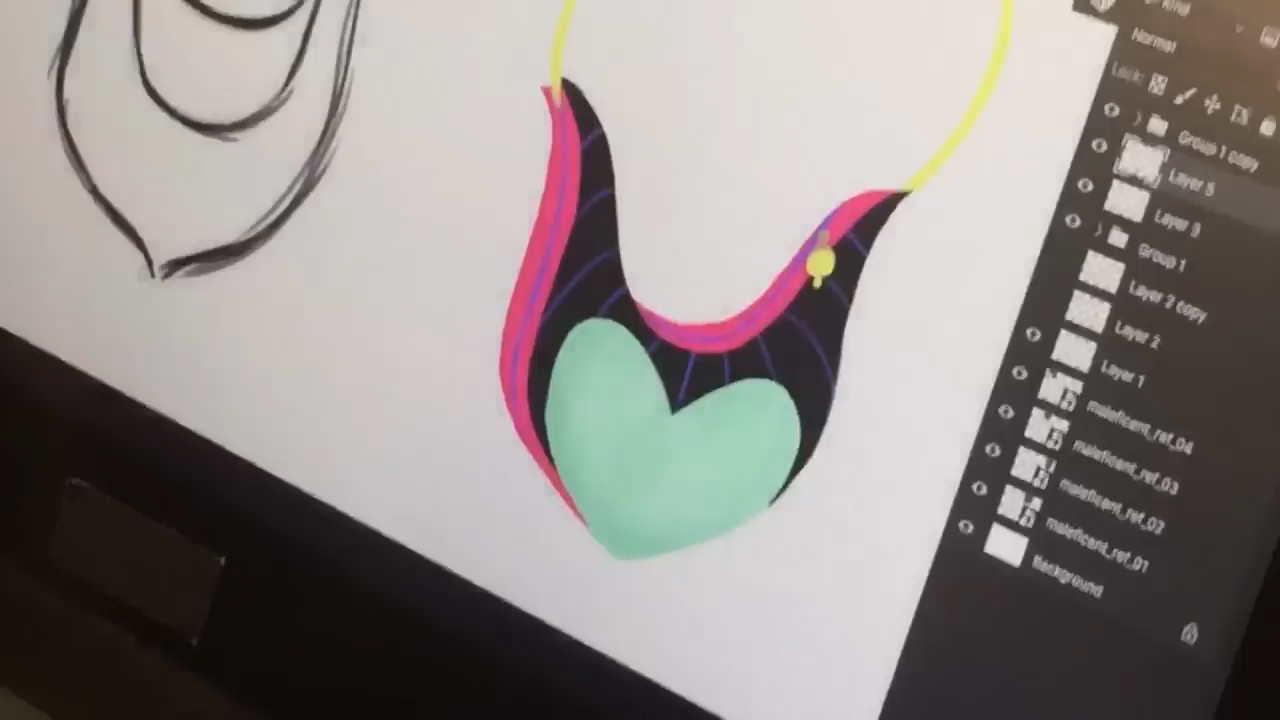 Normal
Lock:
Group 1 copy
Layer 5
Layer 3
Group 1
Layer 2 copy
Layer 2
Layer 1
maleficent_ref_04
maleficent_ref_03
maleficent_ref_02
maleficent_ref_01
Background